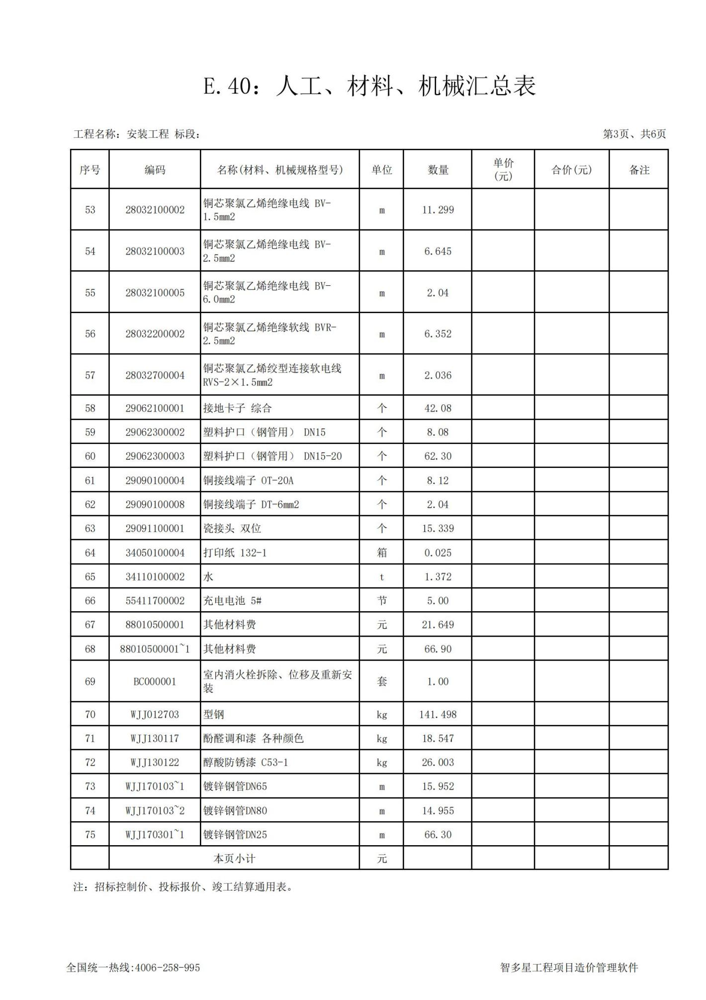 E.40：人工、材料、机械汇总表
工程名称：安装工程 标段：
第3页、共6页
序号 编码 名称(材料、机械规格型号) 单位 数量 单价(元) 合价(元) 备注
53 28032100002 铜芯聚氯乙烯绝缘电线 BV-1.5mm2 m 11.299
54 28032100003 铜芯聚氯乙烯绝缘电线 BV-2.5mm2 m 6.645
55 28032100005 铜芯聚氯乙烯绝缘电线 BV-6.0mm2 m 2.04
56 28032200002 铜芯聚氯乙烯绝缘软线 BVR-2.5mm2 m 6.352
57 28032700004 铜芯聚氯乙烯绞型连接软电线 RVS-2×1.5mm2 m 2.036
58 29062100001 接地卡子 综合 个 42.08
59 29062300002 塑料护口（钢管用） DN15 个 8.08
60 29062300003 塑料护口（钢管用） DN15-20 个 62.30
61 29090100004 铜接线端子 OT-20A 个 8.12
62 29090100008 铜接线端子 DT-6mm2 个 2.04
63 29091100001 瓷接头 双位 个 15.339
64 34050100004 打印纸 132-1 箱 0.025
65 34110100002 水 t 1.372
66 55411700002 充电电池 5# 节 5.00
67 88010500001 其他材料费 元 21.649
68 88010500001~1 其他材料费 元 66.90
69 BC000001 室内消火栓拆除、位移及重新安装 套 1.00
70 WJJ012703 型钢 kg 141.498
71 WJJ130117 酚醛调和漆 各种颜色 kg 18.547
72 WJJ130122 醇酸防锈漆 C53-1 kg 26.003
73 WJJ170103~1 镀锌钢管DN65 m 15.952
74 WJJ170103~2 镀锌钢管DN80 m 14.955
75 WJJ170301~1 镀锌钢管DN25 m 66.30
本页小计 元
注：招标控制价、投标报价、竣工结算通用表。
全国统一热线:4006-258-995
智多星工程项目造价管理软件